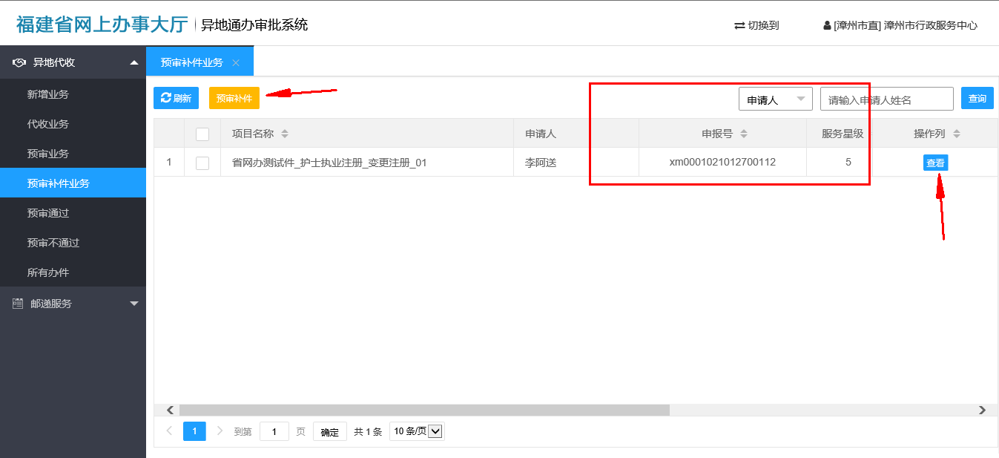 福建省网上办事大厅 异地通办审批系统 切换到 [漳州市直] 漳州市行政服务中心
异地代收
新增业务
代收业务
预审业务
预审补件业务
预审通过
预审不通过
所有办件
邮递服务
预审补件业务
刷新 预审补件 申请人 请输入申请人姓名 查询
项目名称 申请人 申报号 服务星级 操作列
1 省网办测试件_护士执业注册_变更注册_01 李阿送 xm0001021012700112 5 查看
1 到第 1 页 确定 共 1 条 10 条/页